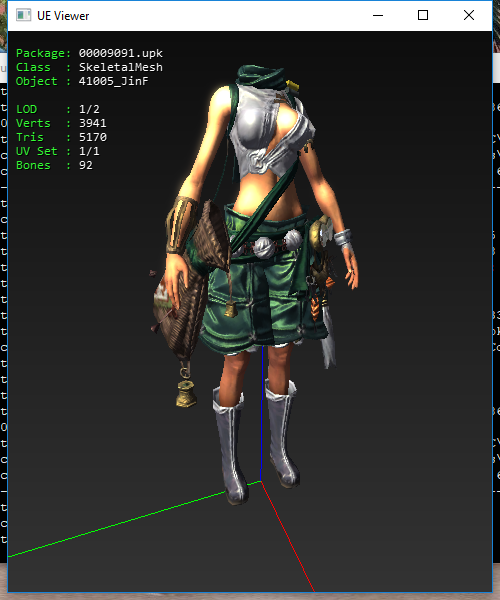 UE Viewer
Package: 00009091.upk
Class  : SkeletalMesh
Object : 41005_JinF
LOD    : 1/2
Verts  : 3941
Tris   : 5170
UV Set : 1/1
Bones  : 92